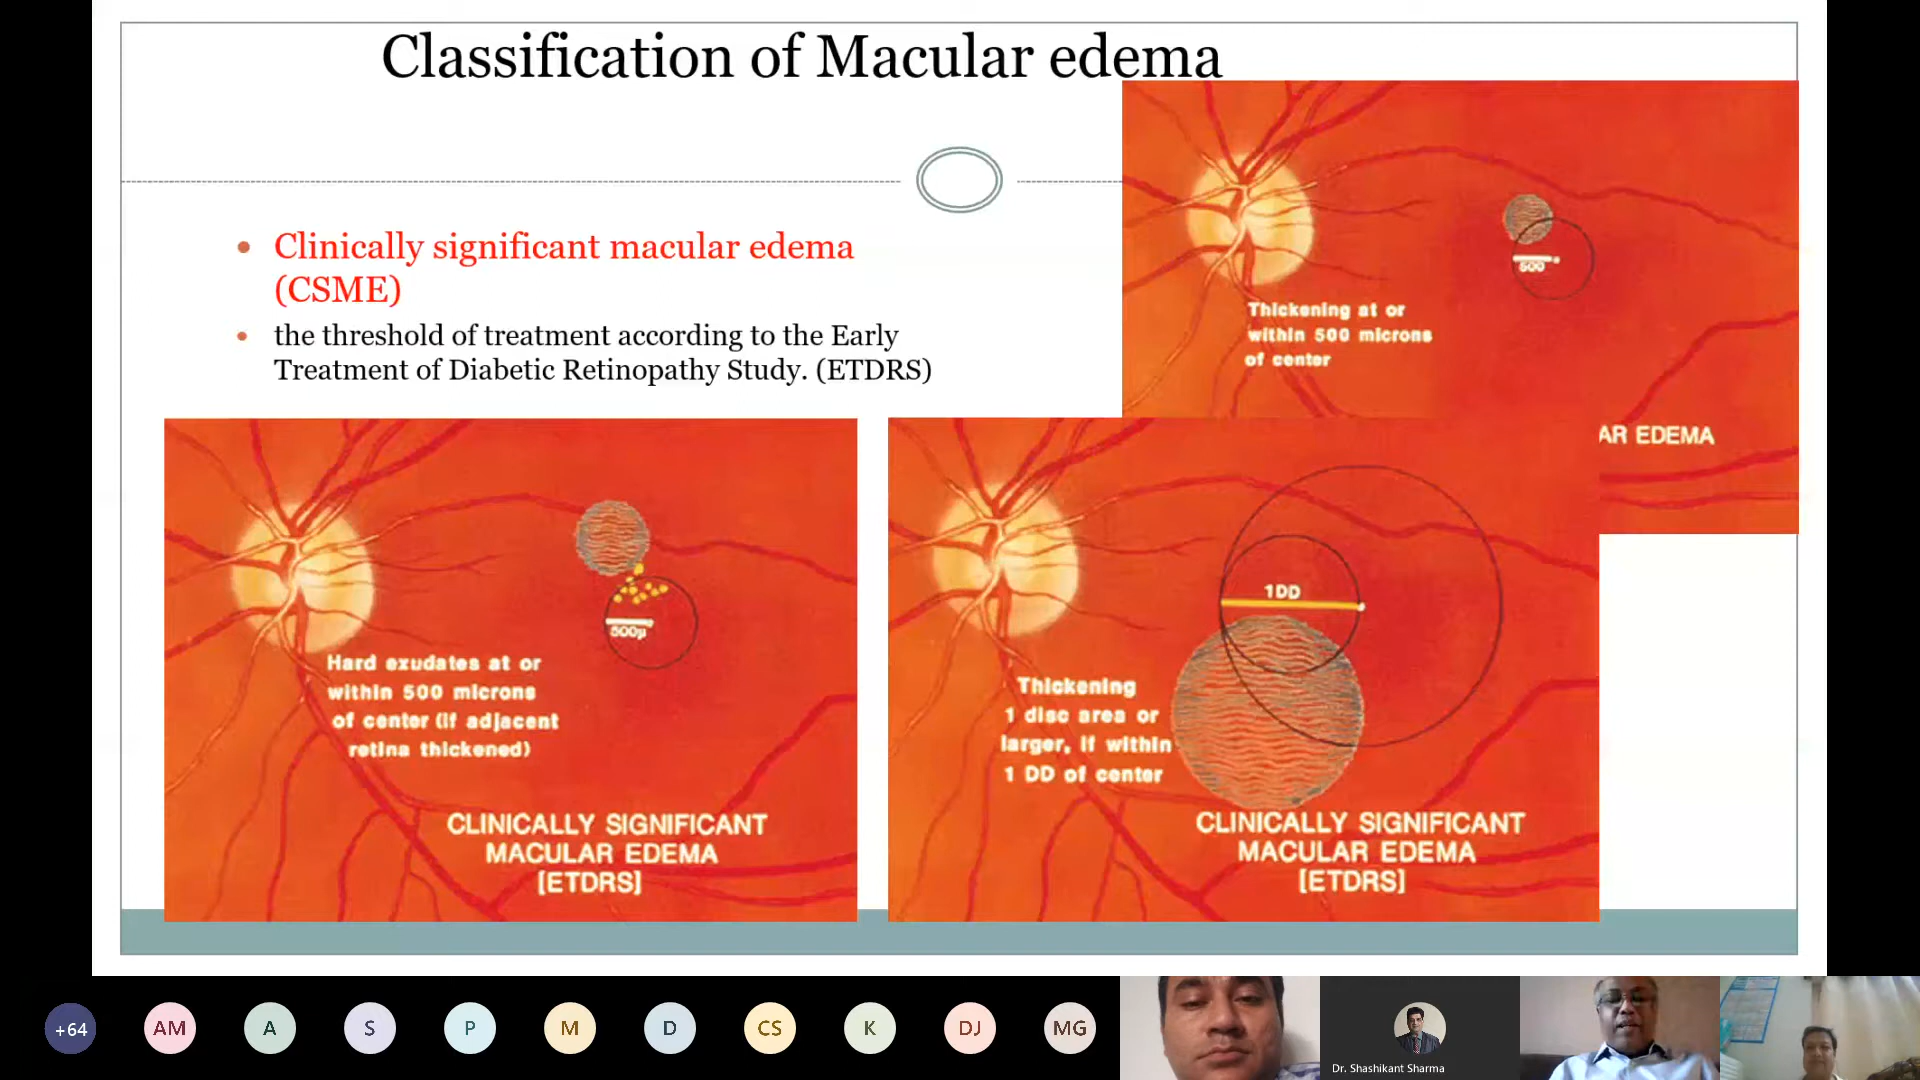 Classification of Macular edema
Clinically significant macular edema
(CSME)
the threshold of treatment according to the Early
Treatment of Diabetic Retinopathy Study. (ETDRS)
500
Thickening at or
within 500 microns
of center
AR EDEMA
500µ
Hard exudates at or
within 500 microns
of center (if adjacent
retina thickened)
CLINICALLY SIGNIFICANT
MACULAR EDEMA
[ETDRS]
1DD
Thickening
1 disc area or
larger, if within
1 DD of center
CLINICALLY SIGNIFICANT
MACULAR EDEMA
[ETDRS]
+64
AM
A
S
P
M
D
CS
K
DJ
MG
Dr. Shashikant Sharma